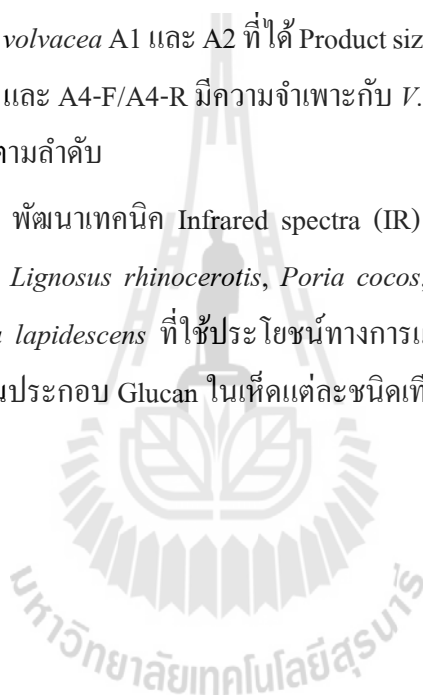 volvacea A1 และ A2 ที่ได้ Product siz
และ A4-F/A4-R มีความจำเพาะกับ V.
ตามลำดับ
พัฒนาเทคนิค Infrared spectra (IR)
Lignosus rhinocerotis, Poria cocos,
lapidescens ที่ใช้ประโยชน์ทางการแ
นประกอบ Glucan ในเห็ดแต่ละชนิดเที
มหาวิทยาลัยเทคโนโลยีสุรนารี